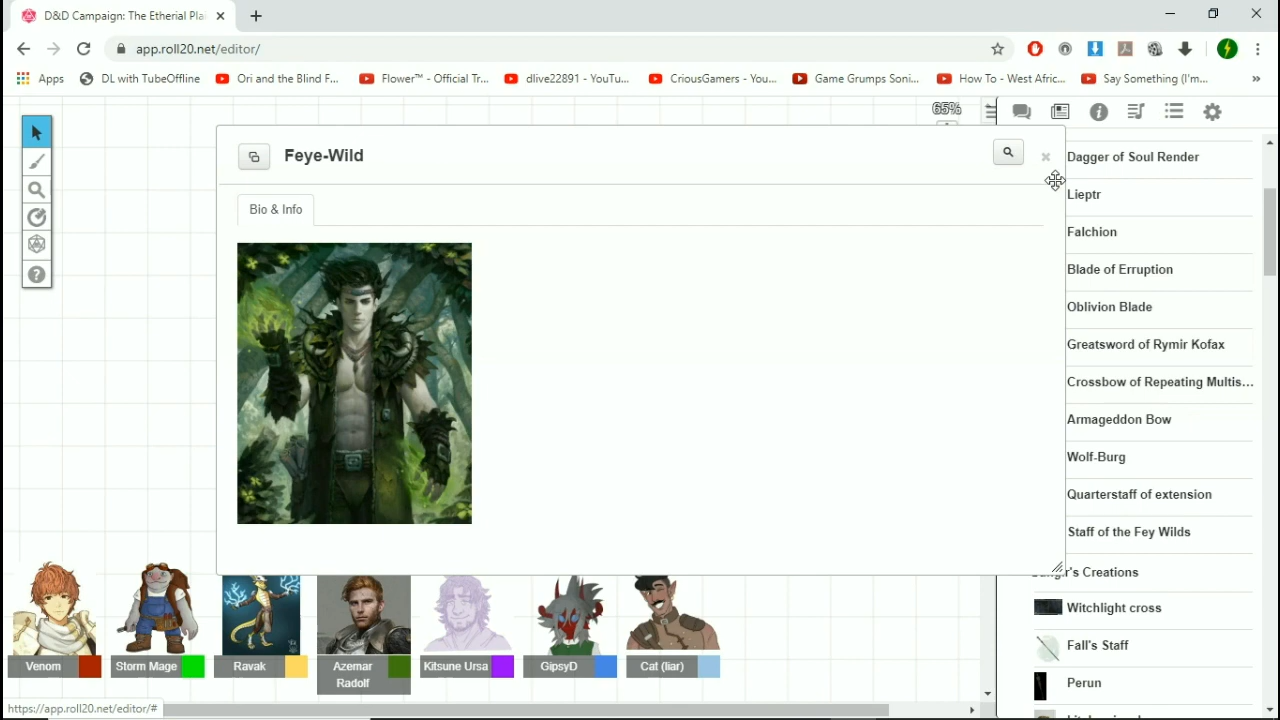 D&D Campaign: The Etherial Plai
app.roll20.net/editor/
Apps DL with TubeOffline Ori and the Blind F... Flower™ - Official Tr... dlive22891 - YouTu... CriousGamers - You... Game Grumps Soni... How To - West Afric... Say Something (I'm... »
65%
Feye-Wild
Bio & Info
Dagger of Soul Render
Lieptr
Falchion
Blade of Erruption
Oblivion Blade
Greatsword of Rymir Kofax
Crossbow of Repeating Multis...
Armageddon Bow
Wolf-Burg
Quarterstaff of extension
Staff of the Fey Wilds
Creations
Witchlight cross
Fall's Staff
Perun
Venom
Storm Mage
Ravak
Azemar
Radolf
Kitsune Ursa
GipsyD
Cat (liar)
https://app.roll20.net/editor/#